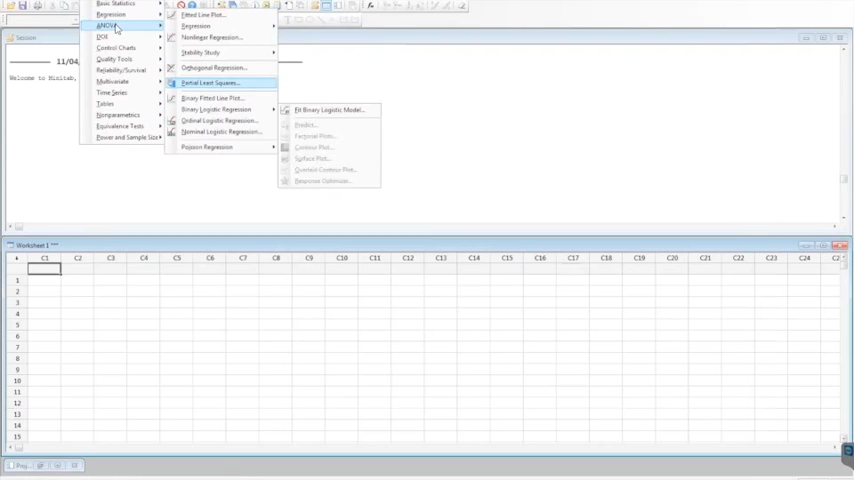 Basic Statistics
Regression
ANOVA
DOE
Control Charts
Quality Tools
Reliability/Survival
Multivariate
Time Series
Tables
Nonparametrics
Equivalence Tests
Power and Sample Size
Fitted Line Plot...
Regression
Nonlinear Regression...
Stability Study
Orthogonal Regression...
Partial Least Squares...
Binary Fitted Line Plot...
Binary Logistic Regression
Ordinal Logistic Regression...
Nominal Logistic Regression...
Poisson Regression
Fit Binary Logistic Model...
Predict...
Factorial Plots...
Contour Plot...
Surface Plot...
Overlaid Contour Plot...
Response Optimizer...
Session
11/04/
Welcome to Minitab,
Worksheet 1 ***
C1 C2 C3 C4 C5 C6 C7 C8 C9 C10 C11 C12 C13 C14 C15 C16 C17 C18 C19 C20 C21 C22 C23 C24
1
2
3
4
5
6
7
8
9
10
11
12
13
14
15
Proj...